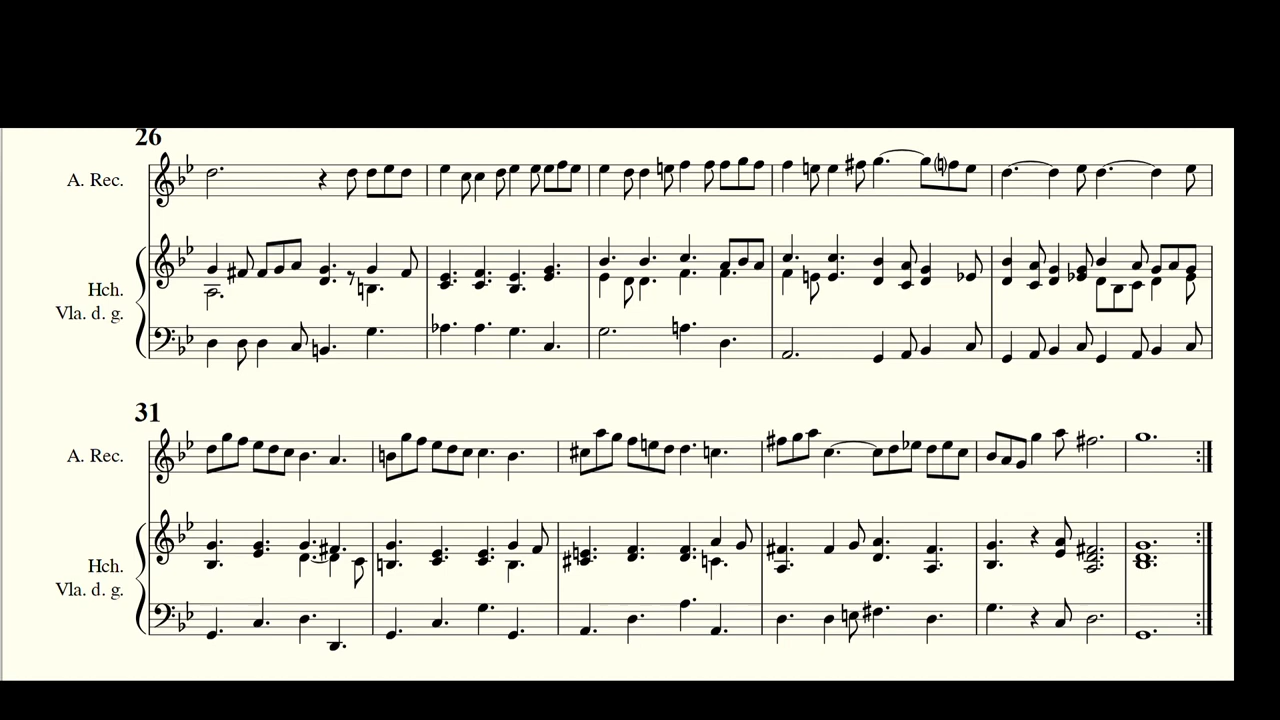 26
A. Rec.
Hch.
Vla. d. g.
31
A. Rec.
Hch.
Vla. d. g.